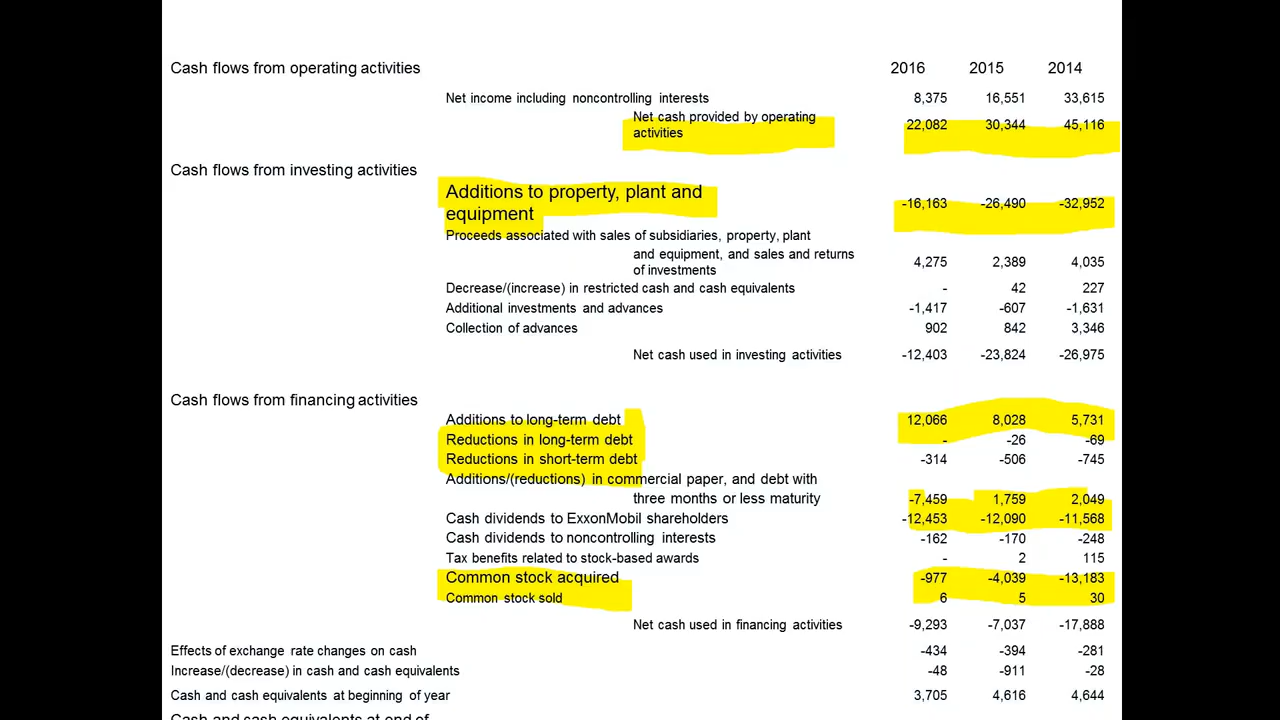 Cash flows from operating activities 2016 2015 2014
Net income including noncontrolling interests 8,375 16,551 33,615
Net cash provided by operating
activities 22,082 30,344 45,116
Cash flows from investing activities
Additions to property, plant and
equipment -16,163 -26,490 -32,952
Proceeds associated with sales of subsidiaries, property, plant
and equipment, and sales and returns
of investments 4,275 2,389 4,035
Decrease/(increase) in restricted cash and cash equivalents - 42 227
Additional investments and advances -1,417 -607 -1,631
Collection of advances 902 842 3,346
Net cash used in investing activities -12,403 -23,824 -26,975
Cash flows from financing activities
Additions to long-term debt 12,066 8,028 5,731
Reductions in long-term debt - -26 -69
Reductions in short-term debt -314 -506 -745
Additions/(reductions) in commercial paper, and debt with
three months or less maturity -7,459 1,759 2,049
Cash dividends to ExxonMobil shareholders -12,453 -12,090 -11,568
Cash dividends to noncontrolling interests -162 -170 -248
Tax benefits related to stock-based awards - 2 115
Common stock acquired -977 -4,039 -13,183
Common stock sold 6 5 30
Net cash used in financing activities -9,293 -7,037 -17,888
Effects of exchange rate changes on cash -434 -394 -281
Increase/(decrease) in cash and cash equivalents -48 -911 -28
Cash and cash equivalents at beginning of year 3,705 4,616 4,644
Cash and cash equivalents at end of